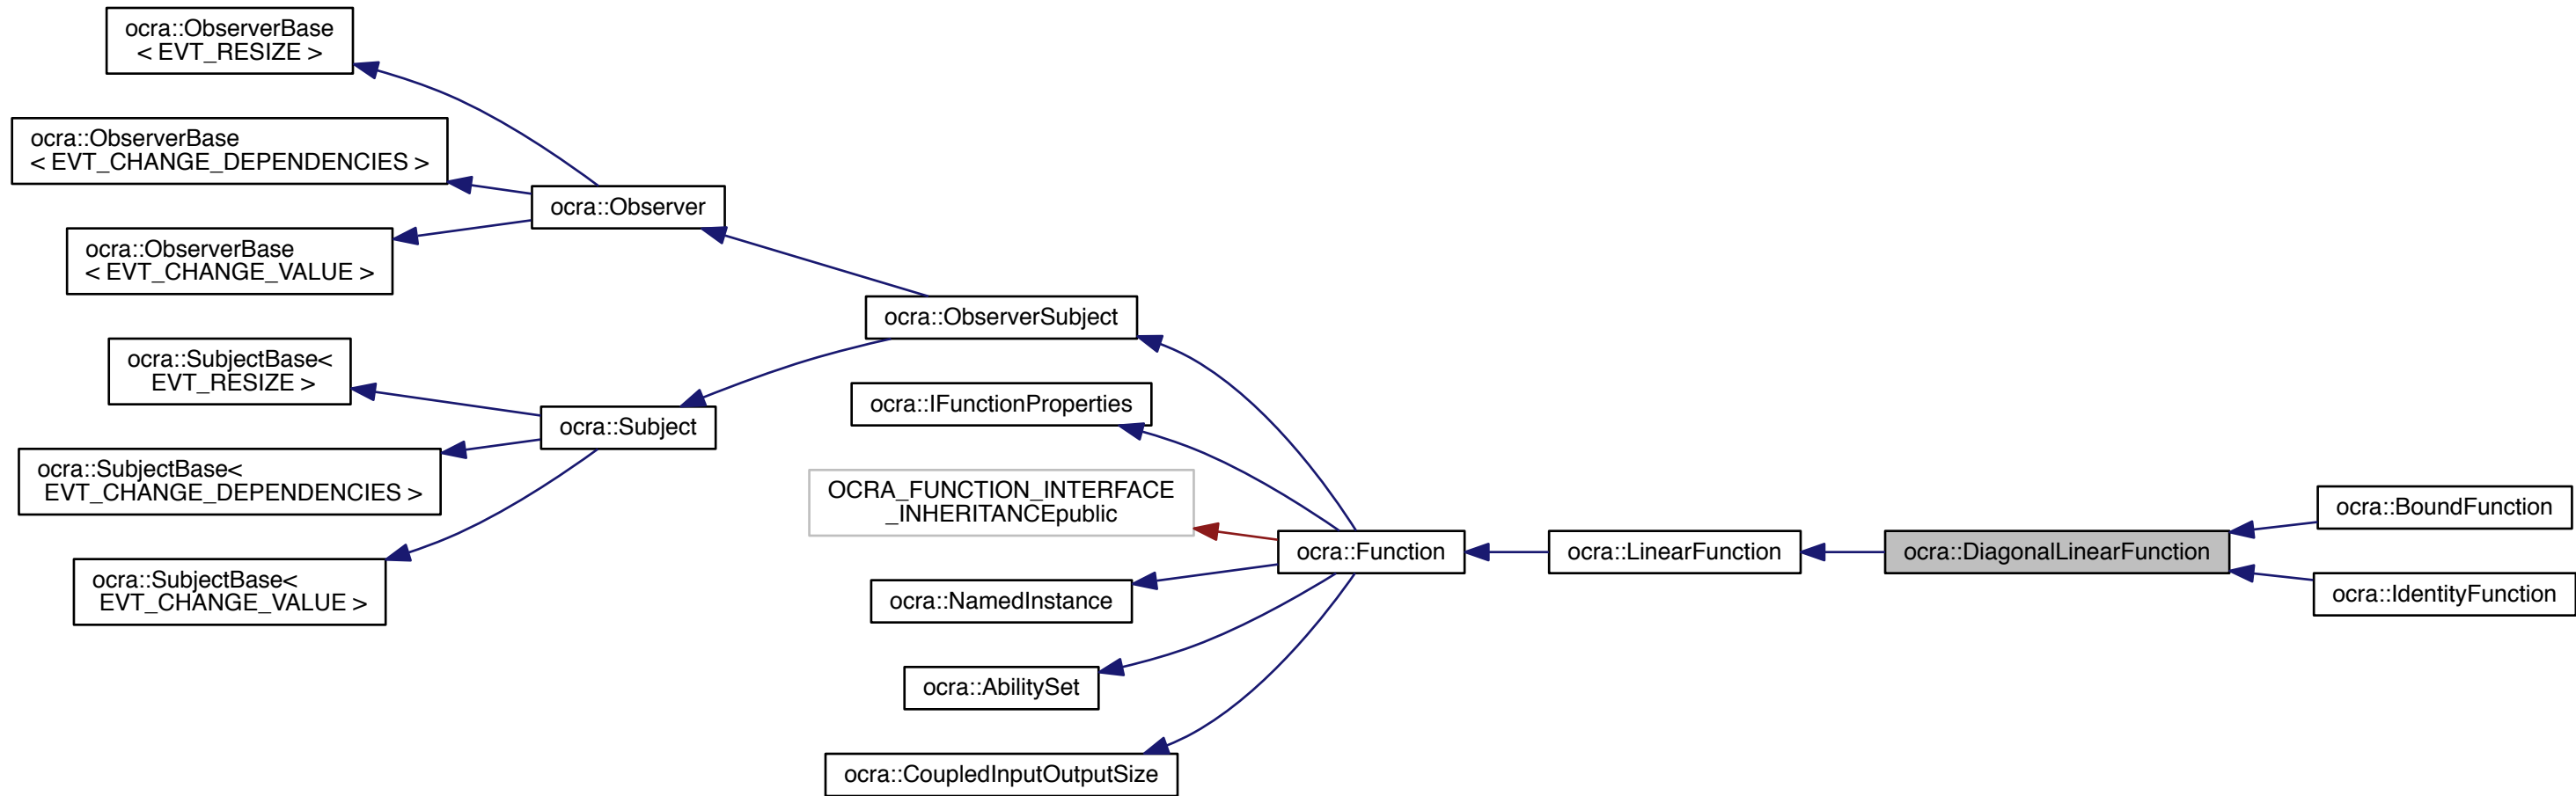 ocra::ObserverBase
< EVT_RESIZE >
ocra::ObserverBase
< EVT_CHANGE_DEPENDENCIES >
ocra::ObserverBase
< EVT_CHANGE_VALUE >
ocra::SubjectBase<
EVT_RESIZE >
ocra::SubjectBase<
EVT_CHANGE_DEPENDENCIES >
ocra::SubjectBase<
EVT_CHANGE_VALUE >
ocra::Observer
ocra::Subject
ocra::ObserverSubject
ocra::IFunctionProperties
OCRA_FUNCTION_INTERFACE
_INHERITANCEpublic
ocra::NamedInstance
ocra::AbilitySet
ocra::CoupledInputOutputSize
ocra::Function
ocra::LinearFunction
ocra::DiagonalLinearFunction
ocra::BoundFunction
ocra::IdentityFunction